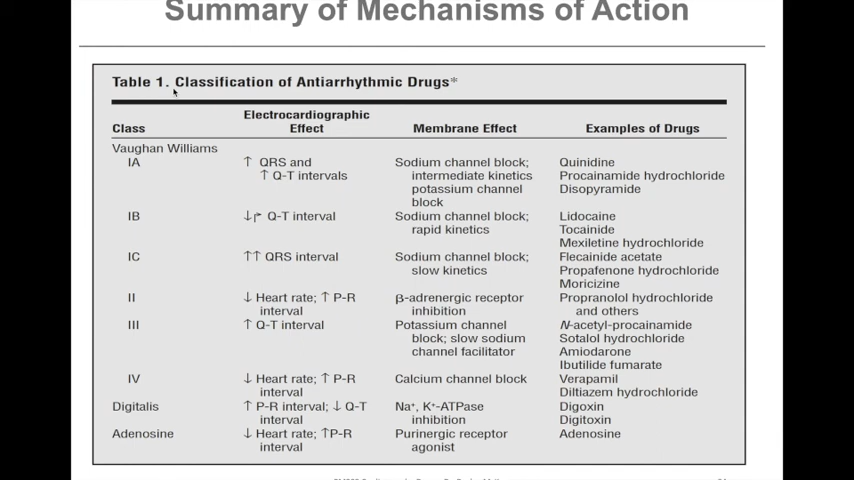 Summary of Mechanisms of Action
Table 1. Classification of Antiarrhythmic Drugs*
Electrocardiographic
Class Effect Membrane Effect Examples of Drugs
Vaughan Williams
IA ↑ QRS and Sodium channel block; Quinidine
↑ Q-T intervals intermediate kinetics Procainamide hydrochloride
potassium channel Disopyramide
block
IB ↓ Q-T interval Sodium channel block; Lidocaine
rapid kinetics Tocainide
Mexiletine hydrochloride
IC ↑↑ QRS interval Sodium channel block; Flecainide acetate
slow kinetics Propafenone hydrochloride
Moricizine
II ↓ Heart rate; ↑ P-R β-adrenergic receptor Propranolol hydrochloride
interval inhibition and others
III ↑ Q-T interval Potassium channel N-acetyl-procainamide
block; slow sodium Sotalol hydrochloride
channel facilitator Amiodarone
Ibutilide fumarate
IV ↓ Heart rate; ↑ P-R Calcium channel block Verapamil
interval Diltiazem hydrochloride
Digitalis ↑ P-R interval; ↓ Q-T Na+, K+-ATPase Digoxin
interval inhibition Digitoxin
Adenosine ↓ Heart rate; ↑P-R Purinergic receptor Adenosine
interval agonist